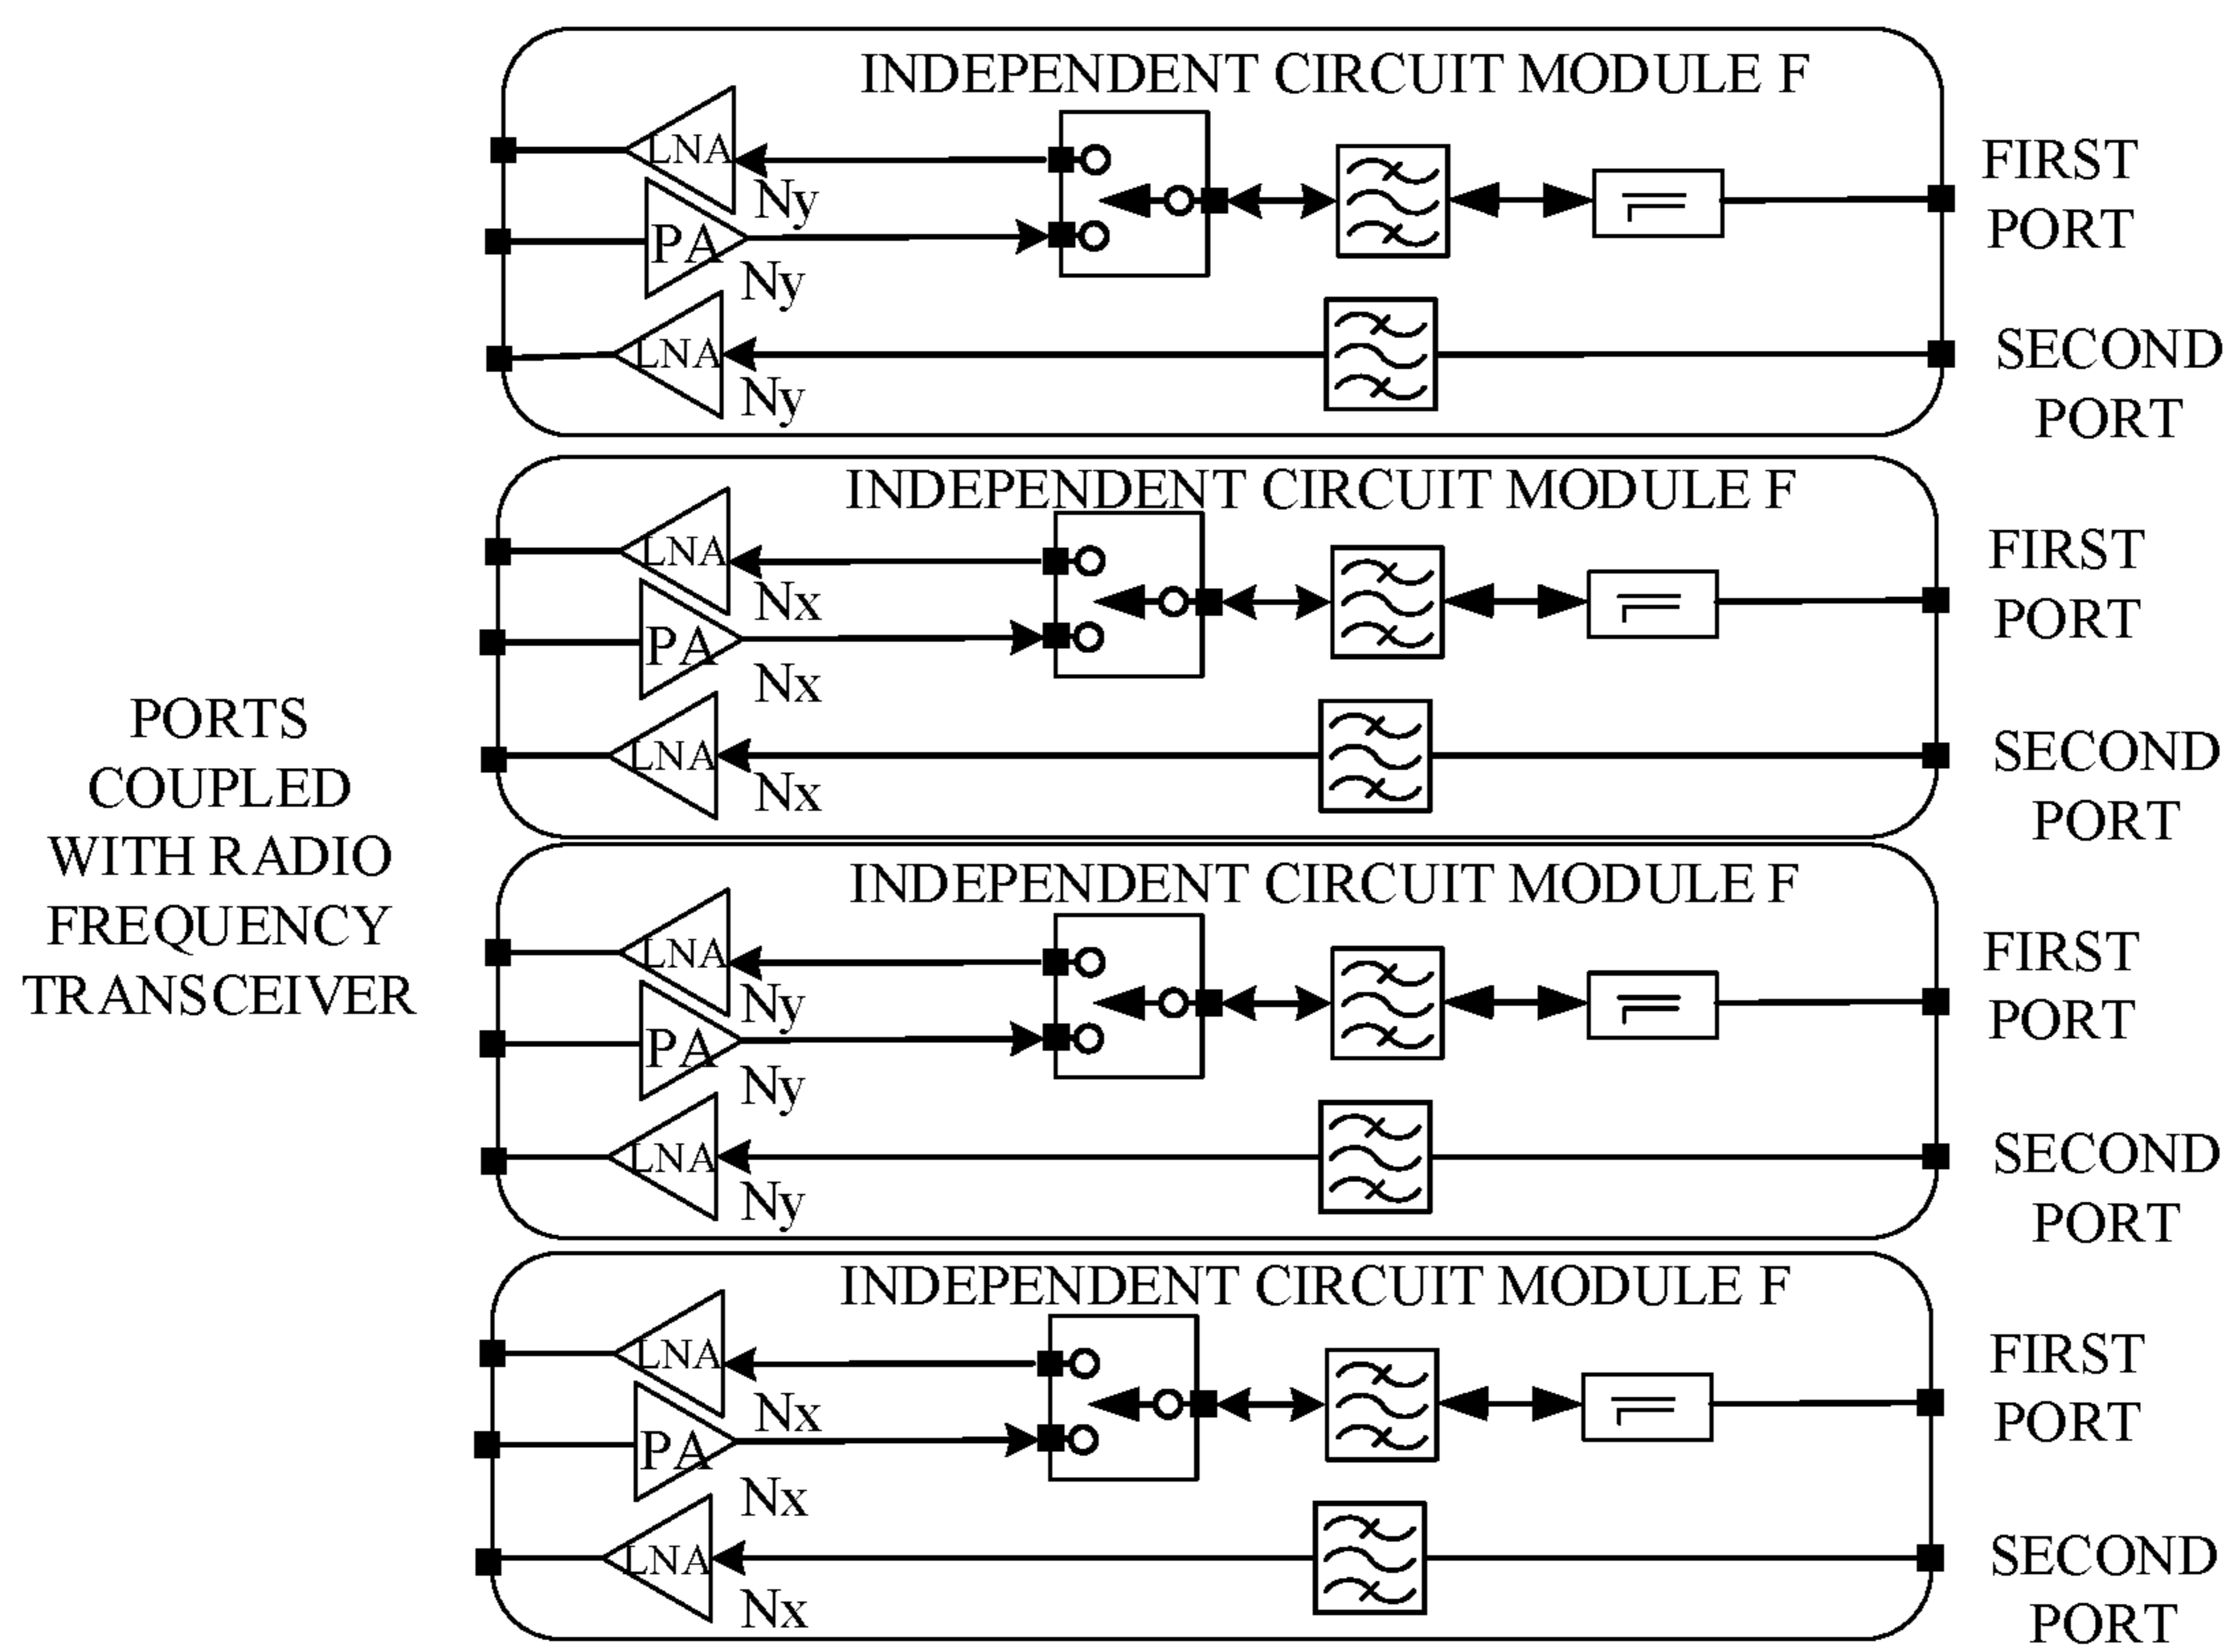 INDEPENDENT CIRCUIT MODULE F
LNA
Ny
PA
Ny
LNA
Ny
FIRST
PORT
SECOND
PORT
INDEPENDENT CIRCUIT MODULE F
LNA
Nx
PA
Nx
LNA
Nx
FIRST
PORT
SECOND
PORT
PORTS
COUPLED
WITH RADIO
FREQUENCY
TRANSCEIVER
INDEPENDENT CIRCUIT MODULE F
LNA
Ny
PA
Ny
LNA
Ny
FIRST
PORT
SECOND
PORT
INDEPENDENT CIRCUIT MODULE F
LNA
Nx
PA
Nx
LNA
Nx
FIRST
PORT
SECOND
PORT